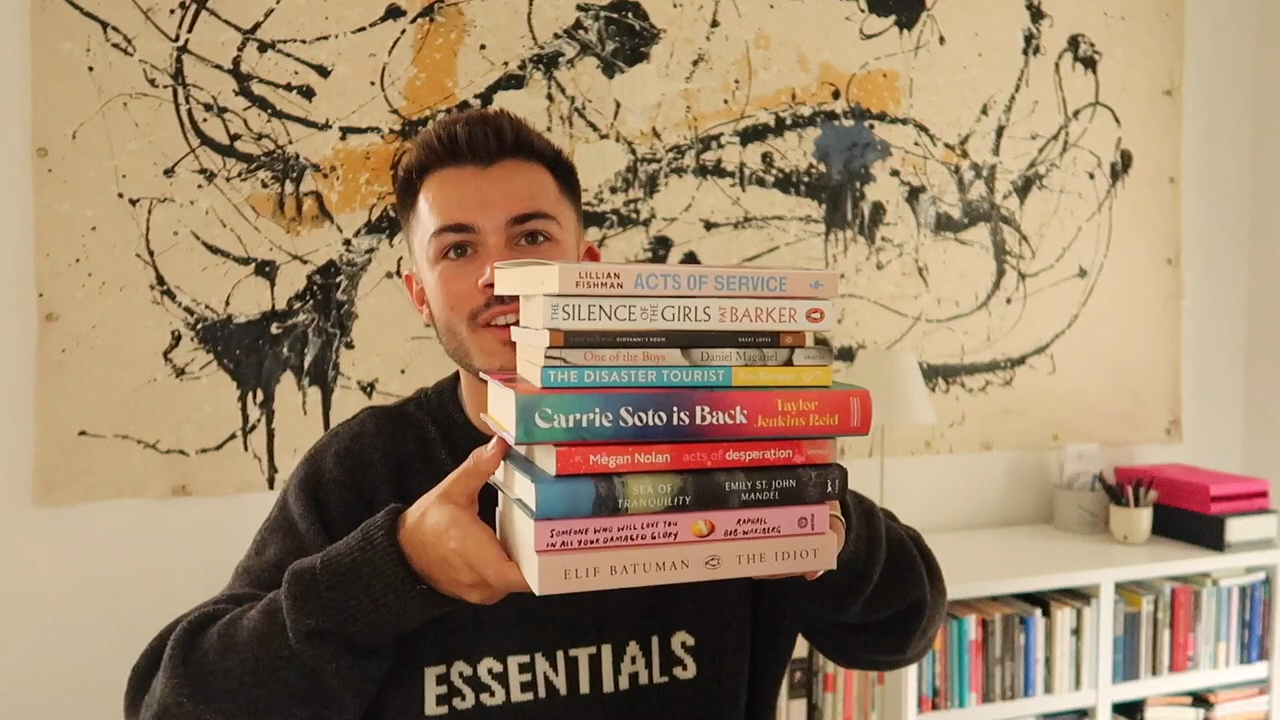 LILLIAN FISHMAN ACTS OF SERVICE
THE SILENCE OF THE GIRLS PAT BARKER
GIOVANNI'S ROOM GREAT LOVES
One of the Boys Daniel Magariel
THE DISASTER TOURIST
Carrie Soto is Back Taylor Jenkins Reid
Megan Nolan acts of desperation
SEA OF TRANQUILITY EMILY ST. JOHN MANDEL
SOMEONE WHO WILL LOVE YOU IN ALL YOUR DAMAGED GLORY RAPHAEL BOB-WAKSBERG
ELIF BATUMAN THE IDIOT
ESSENTIALS